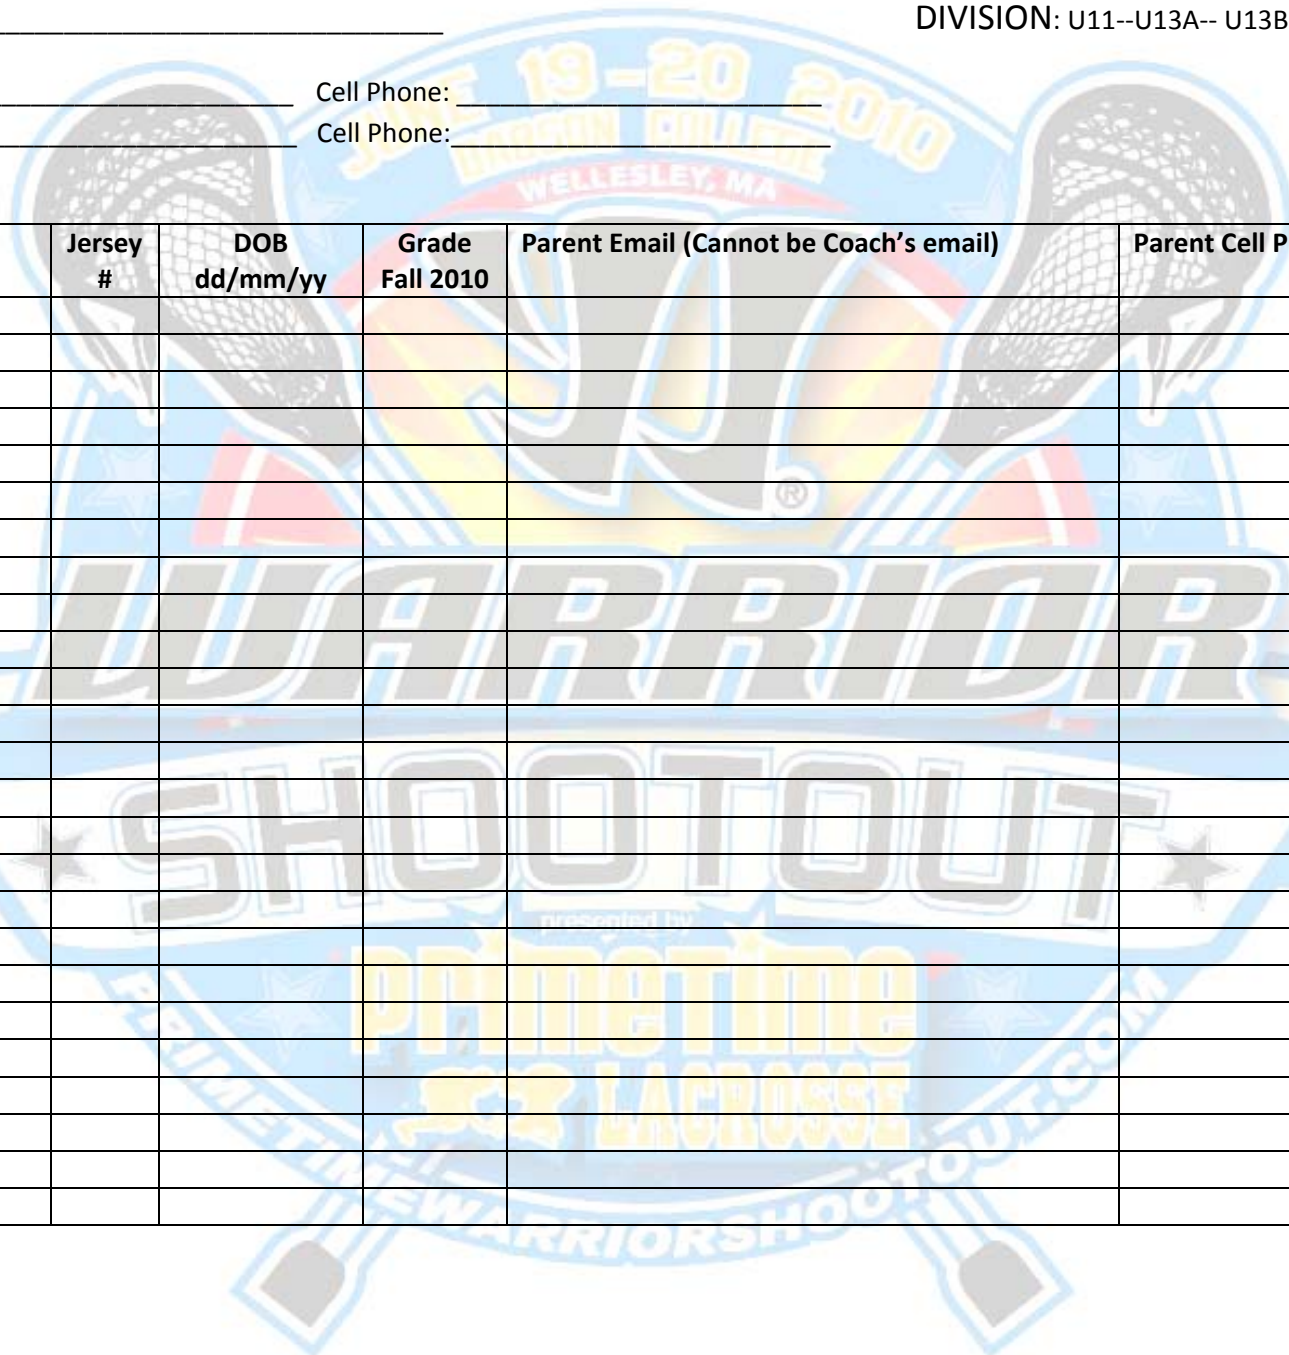 DIVISION: U11--U13A-- U13B
Cell Phone:
Cell Phone:
JUNE 19-20 2010
BABSON COLLEGE
WELLESLEY, MA
Jersey # DOB dd/mm/yy Grade Fall 2010 Parent Email (Cannot be Coach’s email) Parent Cell P
®
WARRIOR
SHOOTOUT
presented by
PRIMETIME
LACROSSE
PRIMETIMEWARRIORSHOOTOUT.COM